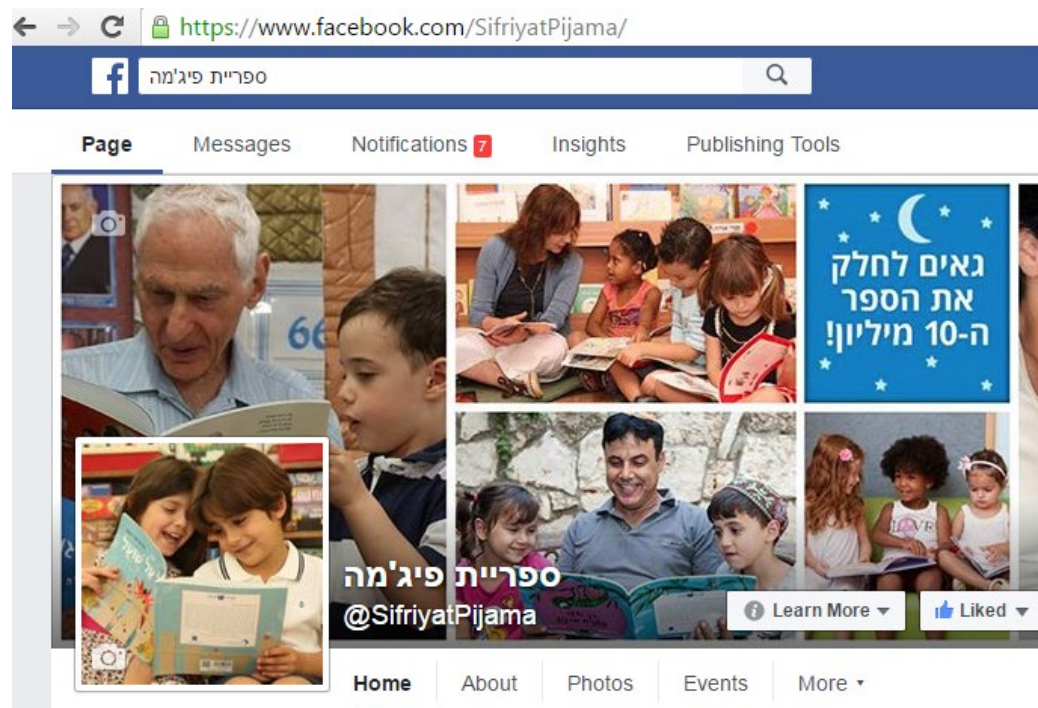 https://www.facebook.com/SifriyatPijama/
f ספריית פיג'מה
Page Messages Notifications 7 Insights Publishing Tools
66
גאים לחלק
את הספר
ה-10 מיליון!
ספריית פיג'מה
@SifriyatPijama
Learn More Liked
Home About Photos Events More